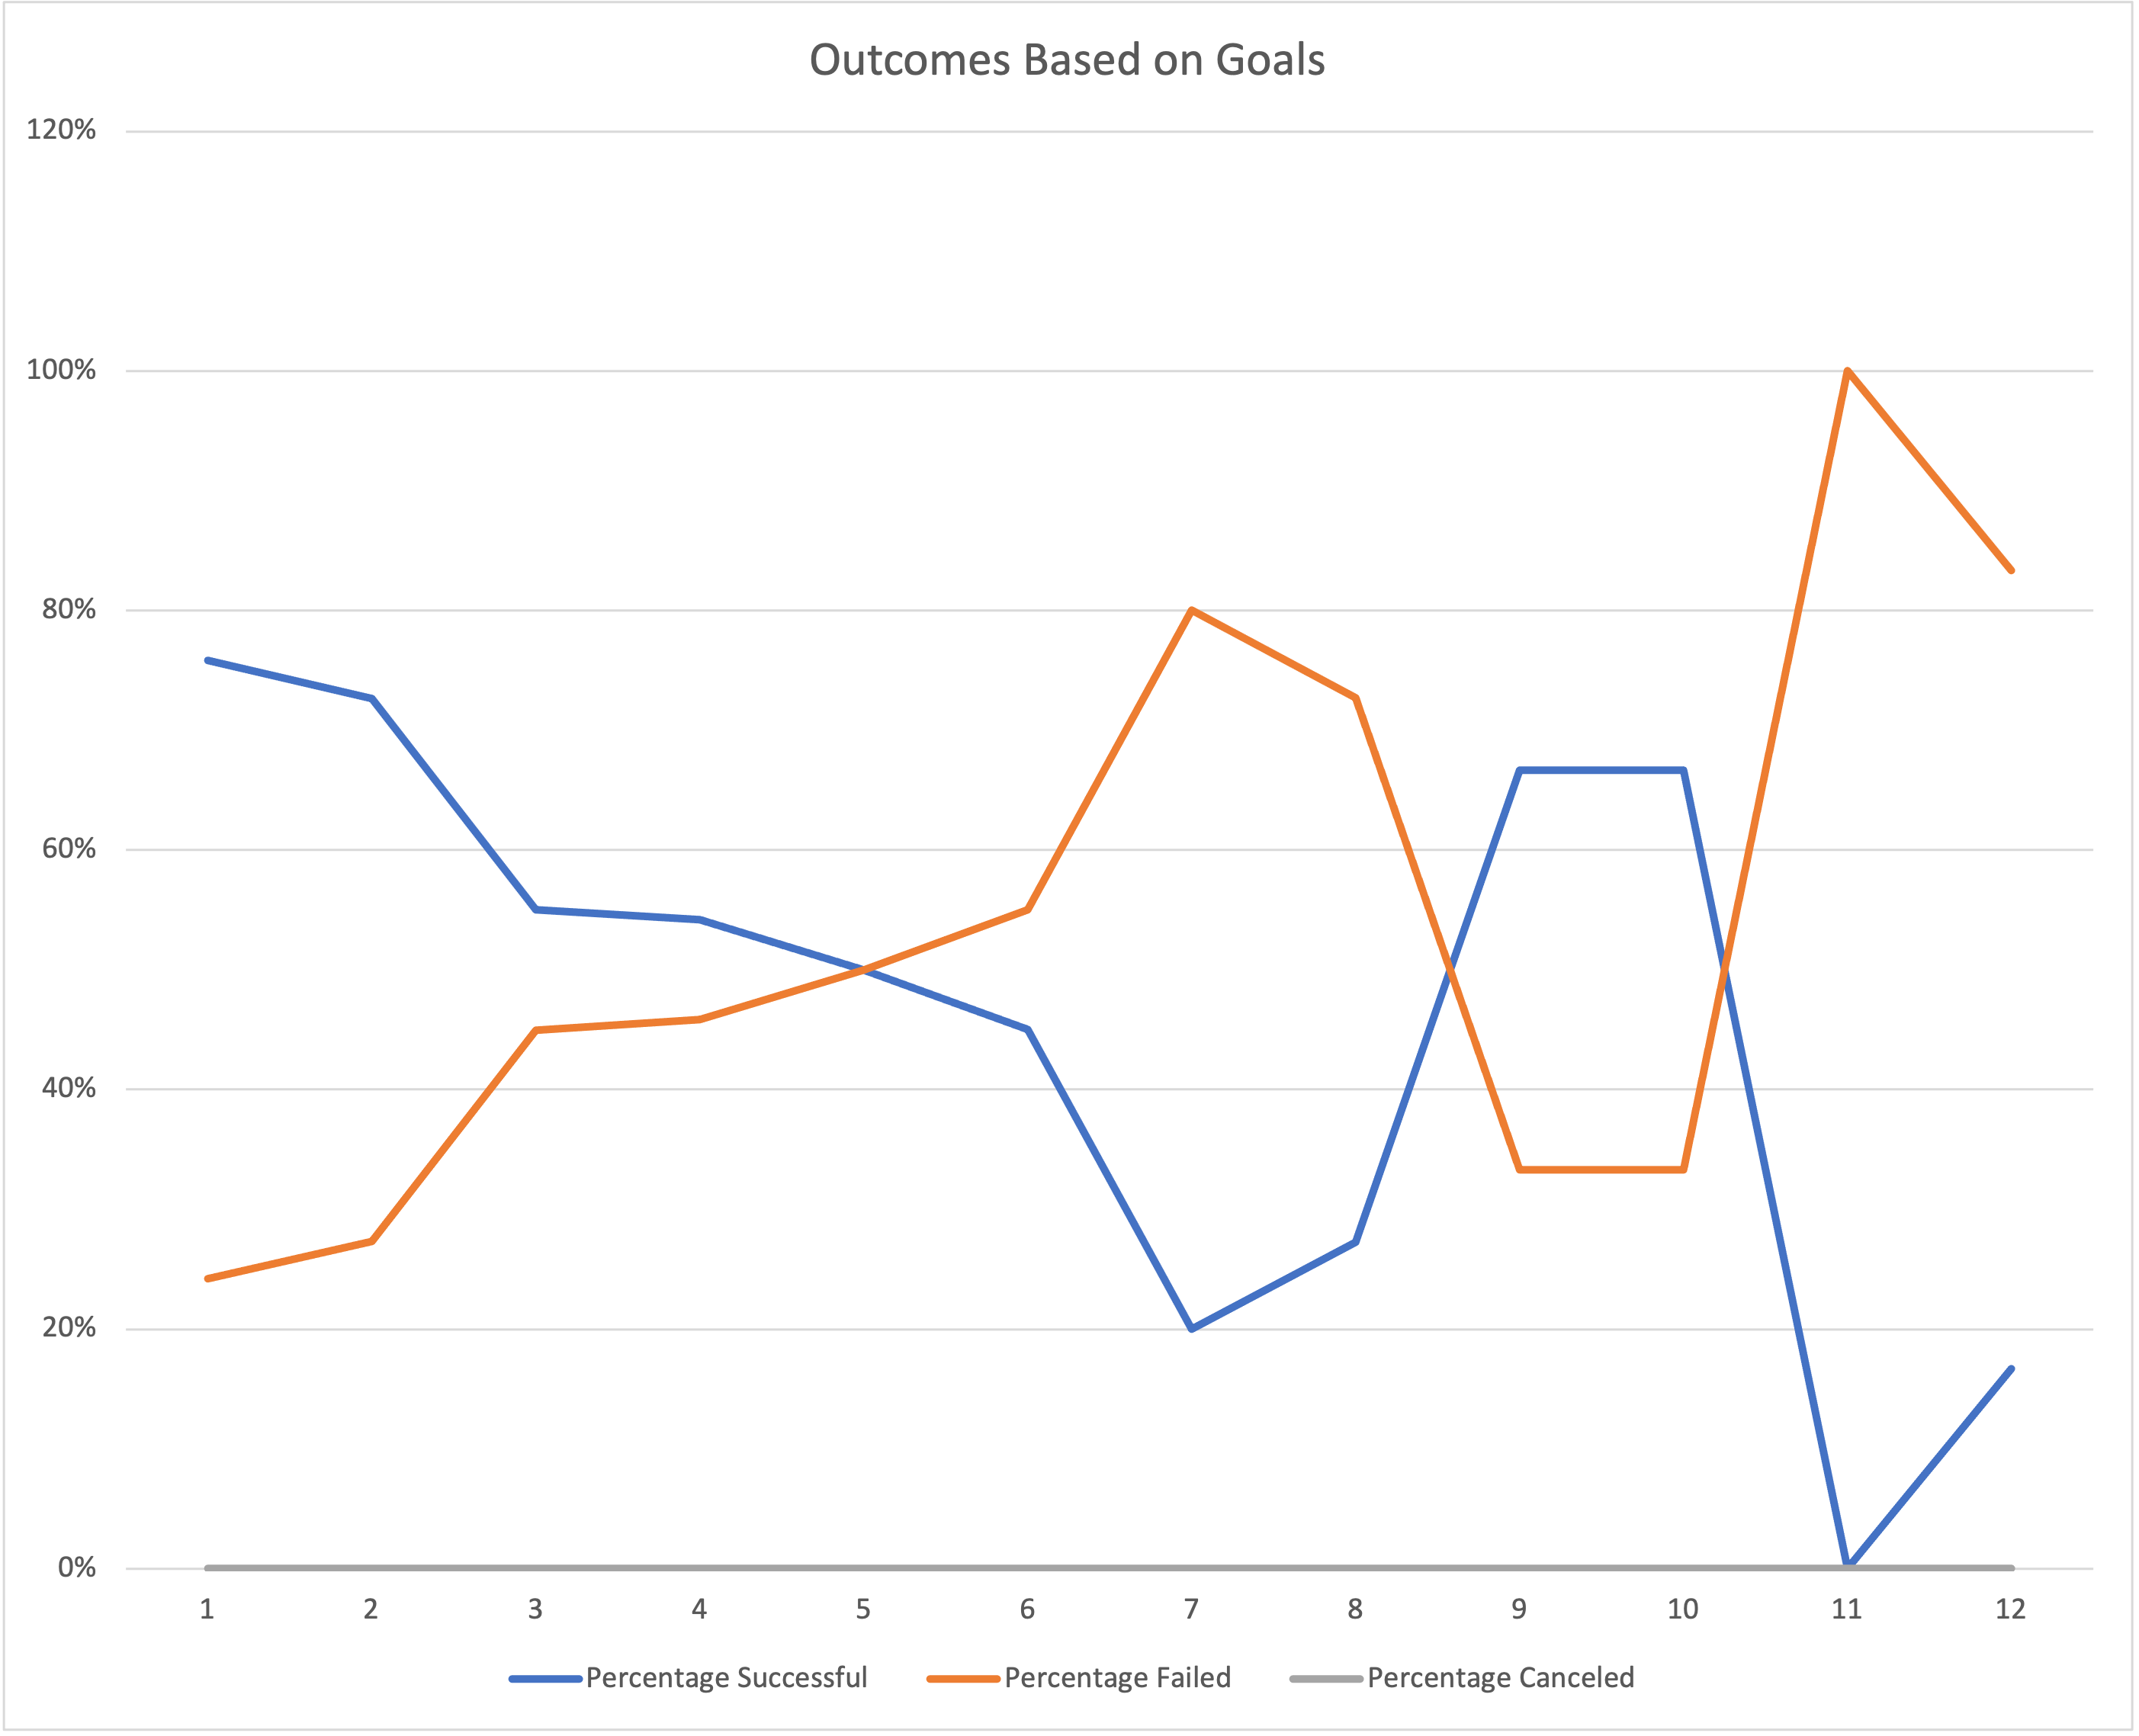 Outcomes Based on Goals
120%
100%
80%
60%
40%
20%
0%
1 2 3 4 5 6 7 8 9 10 11 12
Percentage Successful Percentage Failed Percentage Canceled